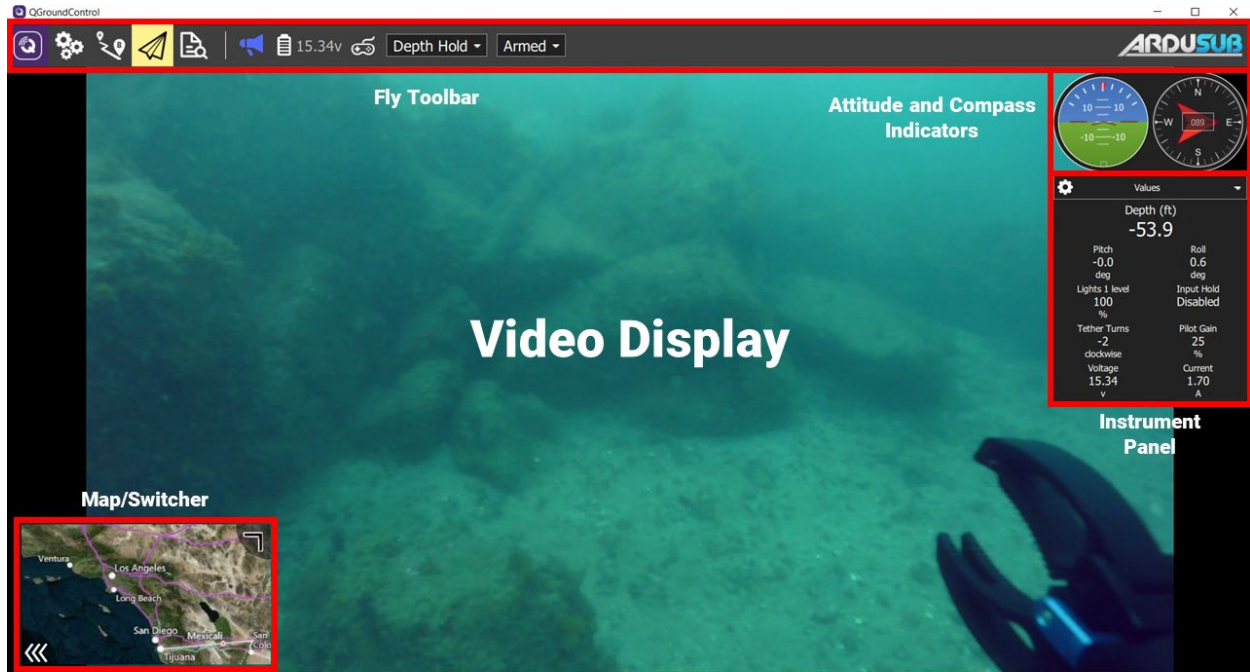 QGroundControl
15.34v
Depth Hold
Armed
ARDUSUB
Fly Toolbar
Attitude and Compass
Indicators
10 10
-10 -10
N
W 089 E
S
Values
Depth (ft)
-53.9
Pitch Roll
-0.0 0.6
deg deg
Lights 1 level Input Hold
100 Disabled
%
Tether Turns Pilot Gain
-2 25
clockwise %
Voltage Current
15.34 1.70
v A
Video Display
Instrument
Panel
Map/Switcher
Ventura
Los Angeles
Long Beach
San Diego
Mexicali
San
Colo
Tijuana